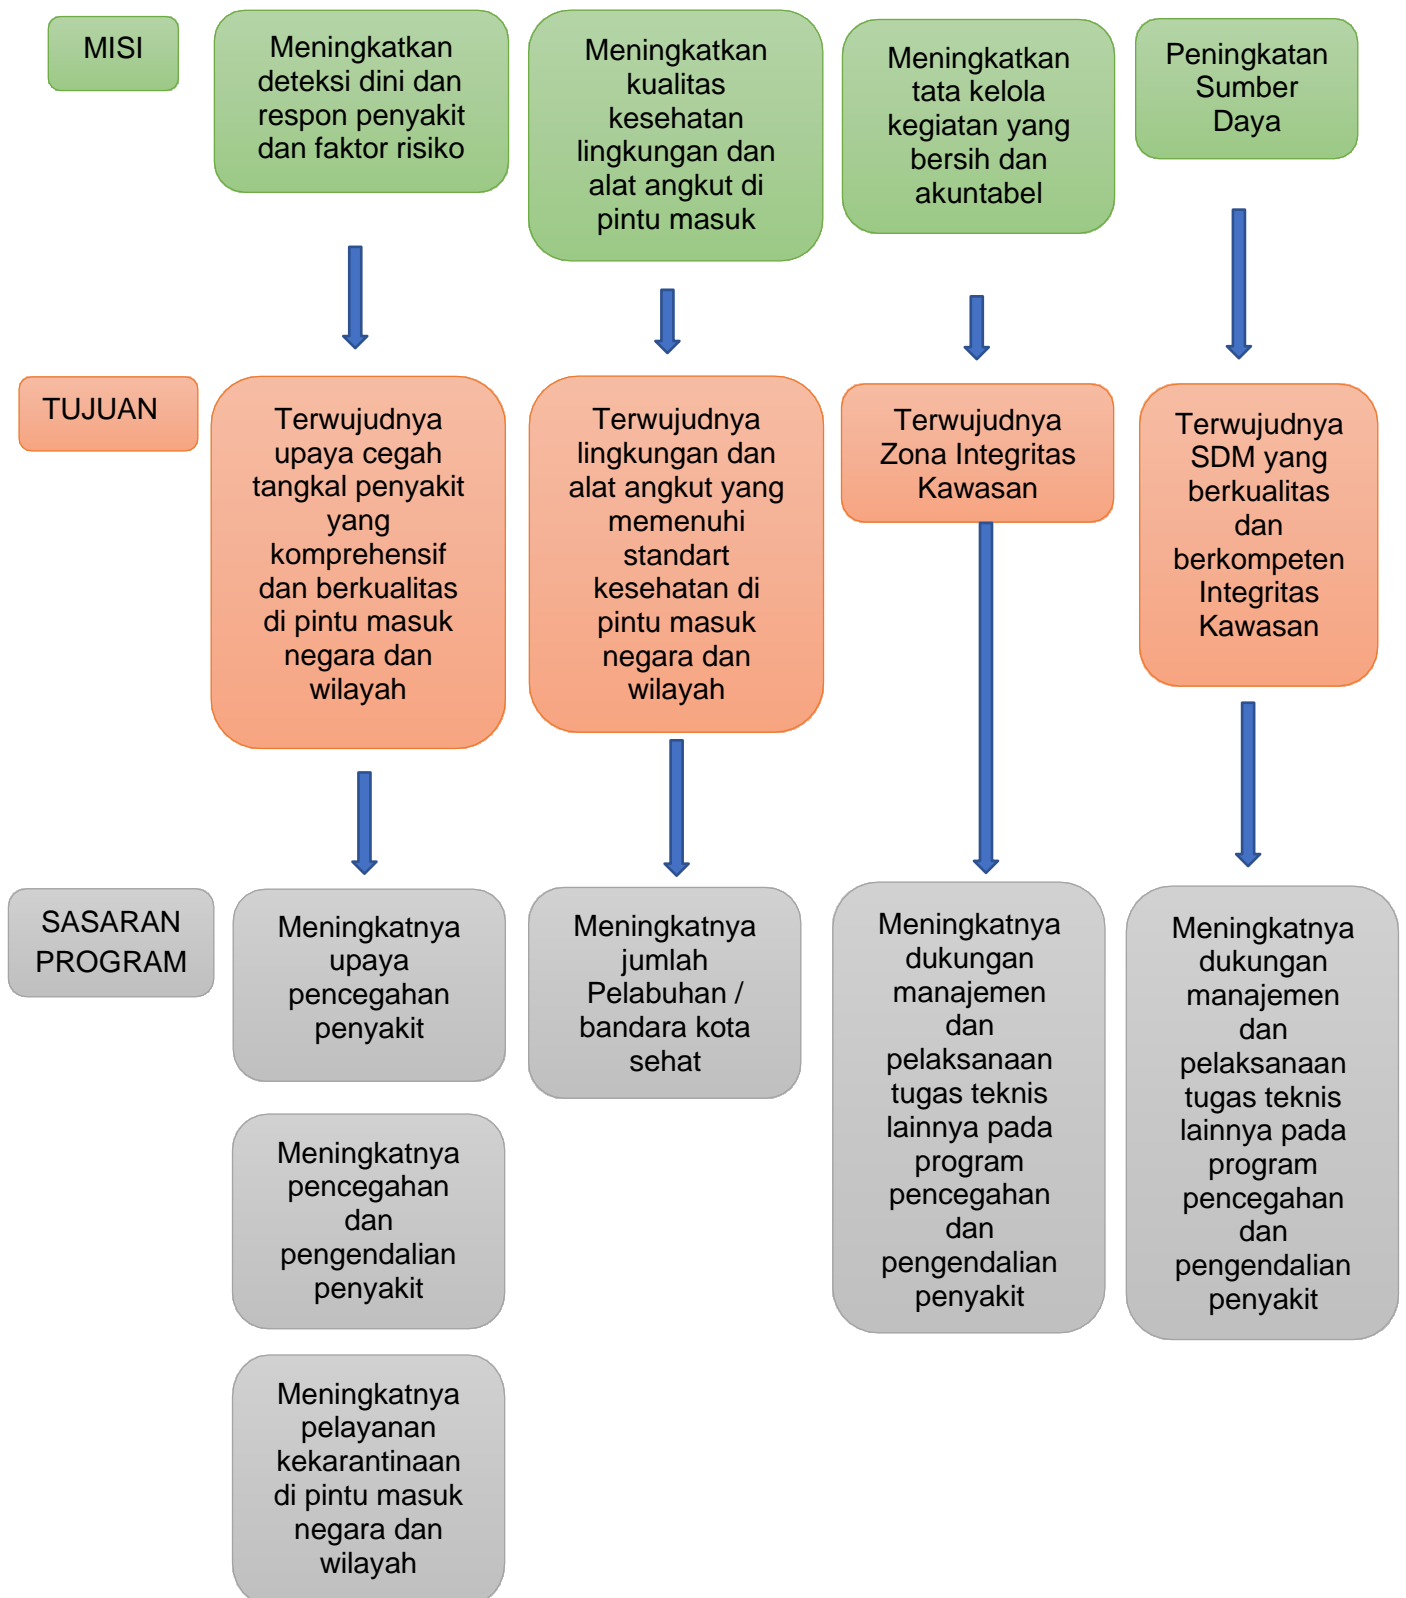 MISI
Meningkatkan
deteksi dini dan
respon penyakit
dan faktor risiko
Meningkatkan
kualitas
kesehatan
lingkungan dan
alat angkut di
pintu masuk
Meningkatkan
tata kelola
kegiatan yang
bersih dan
akuntabel
Peningkatan
Sumber
Daya
TUJUAN
Terwujudnya
upaya cegah
tangkal penyakit
yang
komprehensif
dan berkualitas
di pintu masuk
negara dan
wilayah
Terwujudnya
lingkungan dan
alat angkut yang
memenuhi
standart
kesehatan di
pintu masuk
negara dan
wilayah
Terwujudnya
Zona Integritas
Kawasan
Terwujudnya
SDM yang
berkualitas
dan
berkompeten
Integritas
Kawasan
SASARAN
PROGRAM
Meningkatnya
upaya
pencegahan
penyakit
Meningkatnya
pencegahan
dan
pengendalian
penyakit
Meningkatnya
pelayanan
kekarantinaan
di pintu masuk
negara dan
wilayah
Meningkatnya
jumlah
Pelabuhan /
bandara kota
sehat
Meningkatnya
dukungan
manajemen
dan
pelaksanaan
tugas teknis
lainnya pada
program
pencegahan
dan
pengendalian
penyakit
Meningkatnya
dukungan
manajemen
dan
pelaksanaan
tugas teknis
lainnya pada
program
pencegahan
dan
pengendalian
penyakit